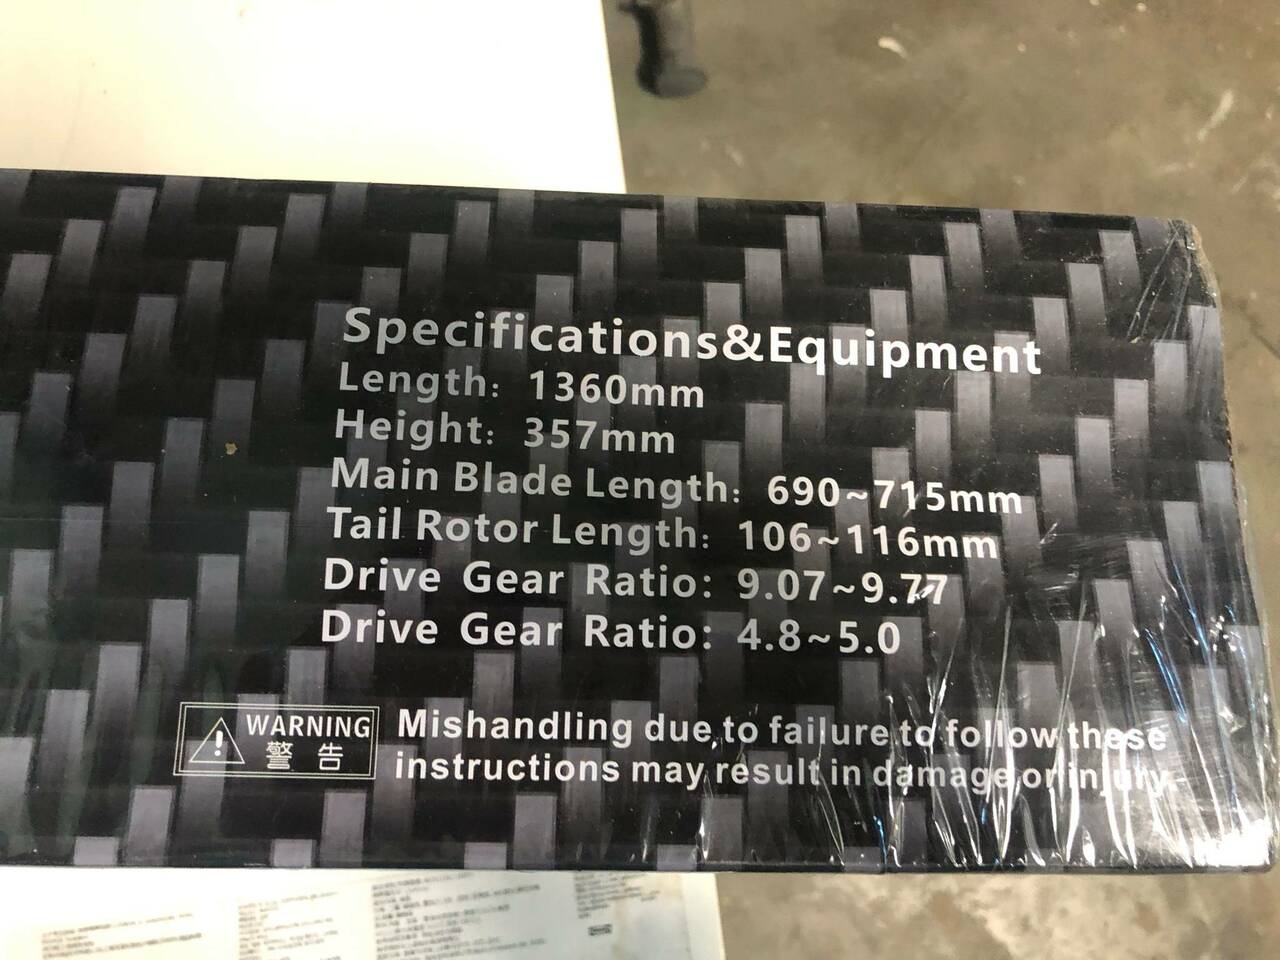 Specifications&Equipment
Length: 1360mm
Height: 357mm
Main Blade Length: 690~715mm
Tail Rotor Length: 106~116mm
Drive Gear Ratio: 9.07~9.77
Drive Gear Ratio: 4.8~5.0
WARNING
警 告
Mishandling due to failure to follow these
instructions may result in damage or injury.